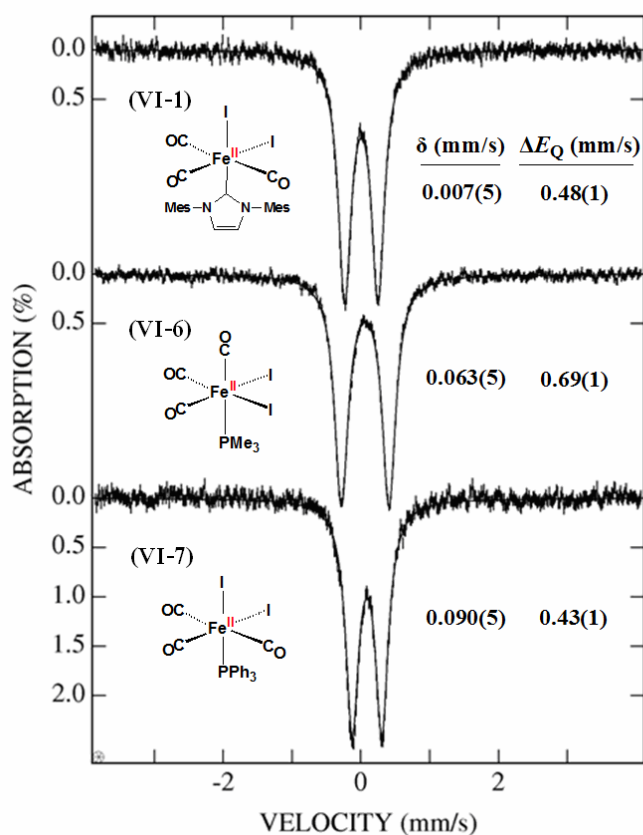 0.0
0.5
(VI-1)
I
OC
Fe
II
I
OC
CO
Mes
N
N
Mes
δ (mm/s)
ΔEQ (mm/s)
0.007(5)
0.48(1)
0.0
0.5
(VI-6)
O
C
OC
Fe
II
I
OC
I
PMe3
0.063(5)
0.69(1)
0.0
0.5
1.0
1.5
2.0
(VI-7)
I
OC
Fe
II
I
OC
CO
PPh3
0.090(5)
0.43(1)
ABSORPTION (%)
-2
0
2
VELOCITY (mm/s)